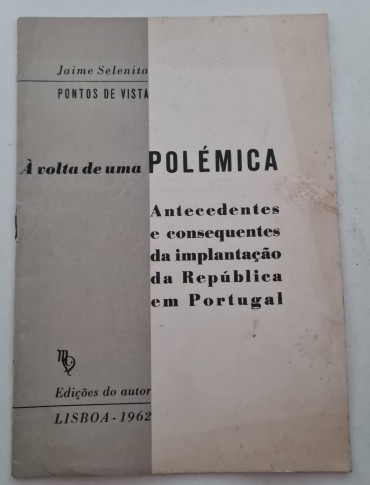 Jaime Selenita
PONTOS DE VISTA
À volta de uma POLÉMICA
Antecedentes
e consequentes
da implantação
da República
em Portugal
Edições do autor
LISBOA - 1962